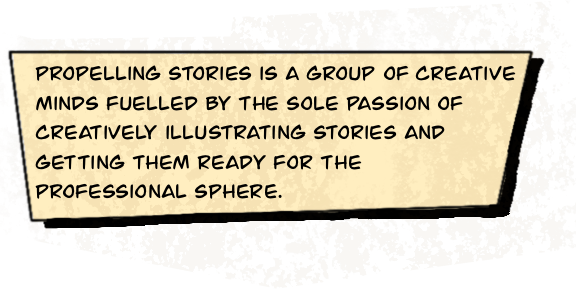 PROPELLING STORIES IS A GROUP OF CREATIVE
MINDS FUELLED BY THE SOLE PASSION OF
CREATIVELY ILLUSTRATING STORIES AND
GETTING THEM READY FOR THE
PROFESSIONAL SPHERE.